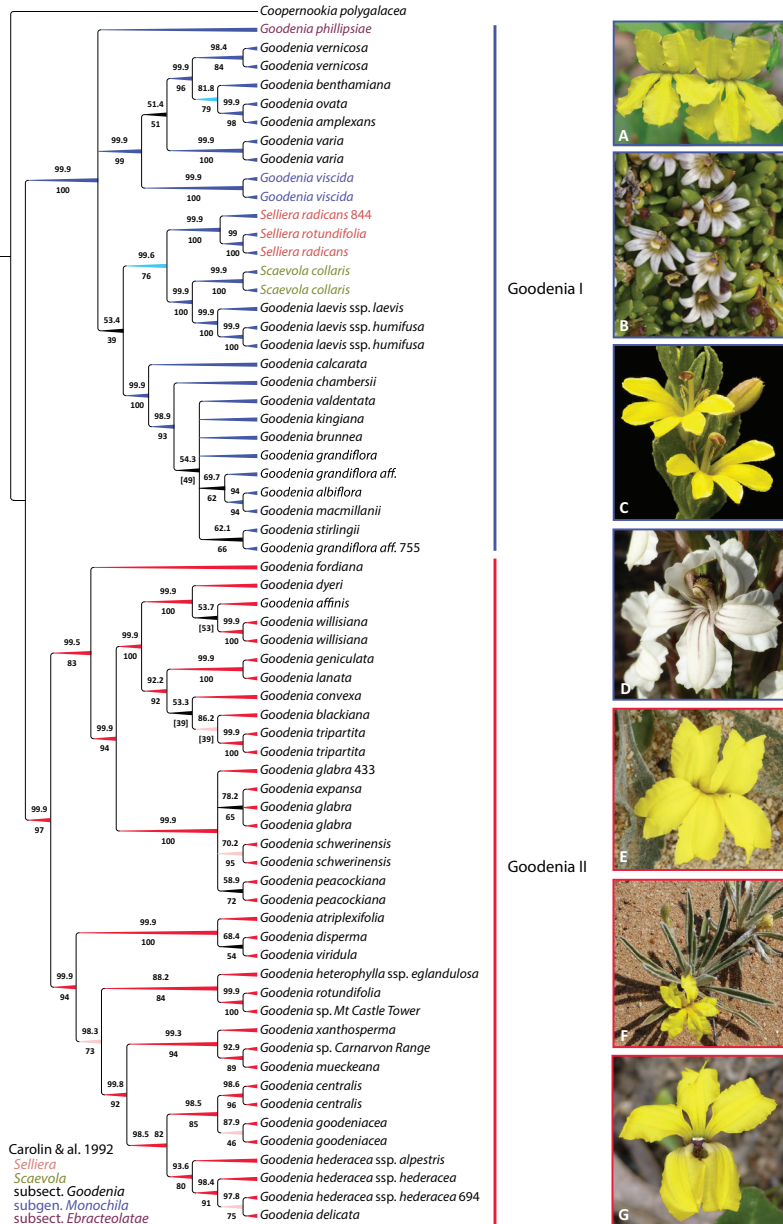 Coopernookia polygalacea
Goodenia phillipsiae
98.4
Goodenia vernicosa
99.9
84
Goodenia vernicosa
96
81.8
Goodenia benthamiana
51.4
79
99.9
Goodenia ovata
51
98
Goodenia amplexans
99.9
99.9
Goodenia varia
99
100
Goodenia varia
99.9
99.9
Goodenia viscida
100
100
Goodenia viscida
99.9
Selliera radicans 844
100
99
Selliera rotundifolia
99.6
100
Selliera radicans
76
99.9
Scaevola collaris
99.9
100
Scaevola collaris
100
99.9
Goodenia laevis ssp. laevis
53.4
100
99.9
Goodenia laevis ssp. humifusa
39
100
Goodenia laevis ssp. humifusa
99.9
Goodenia calcarata
100
98.9
Goodenia chambersii
93
Goodenia valdentata
Goodenia kingiana
Goodenia brunnea
54.3
Goodenia grandiflora
[49]
69.7
Goodenia grandiflora aff.
62
94
Goodenia albiflora
94
Goodenia macmillanii
62.1
Goodenia stirlingii
66
Goodenia grandiflora aff. 755
Goodenia I
Goodenia fordiana
99.9
Goodenia dyeri
100
53.7
Goodenia affinis
[53]
99.9
Goodenia willisiana
99.5
99.9
100
Goodenia willisiana
83
100
99.9
Goodenia geniculata
92.2
100
Goodenia lanata
92
53.3
Goodenia convexa
[39]
86.2
Goodenia blackiana
99.9
[39]
99.9
Goodenia tripartita
94
100
Goodenia tripartita
Goodenia glabra 433
78.2
Goodenia expansa
Goodenia glabra
99.9
65
Goodenia glabra
100
70.2
Goodenia schwerinensis
95
Goodenia schwerinensis
58.9
Goodenia peacockiana
72
Goodenia peacockiana
99.9
97
99.9
Goodenia atriplexifolia
100
68.4
Goodenia disperma
54
Goodenia viridula
99.9
94
88.2
Goodenia heterophylla ssp. eglandulosa
84
99.9
Goodenia rotundifolia
100
Goodenia sp. Mt Castle Tower
98.3
73
99.3
Goodenia xanthosperma
94
92.9
Goodenia sp. Carnarvon Range
89
Goodenia mueckeana
99.8
92
98.6
Goodenia centralis
98.5
96
Goodenia centralis
85
87.9
Goodenia goodeniacea
98.5 82
46
Goodenia goodeniacea
93.6
Goodenia hederacea ssp. alpestris
80
98.4
Goodenia hederacea ssp. hederacea
91
97.8
Goodenia hederacea ssp. hederacea 694
75
Goodenia delicata
Goodenia II
Carolin & al. 1992
Selliera
Scaevola
subsect. Goodenia
subgen. Monochila
subsect. Ebracteolatae
A
B
C
D
E
F
G